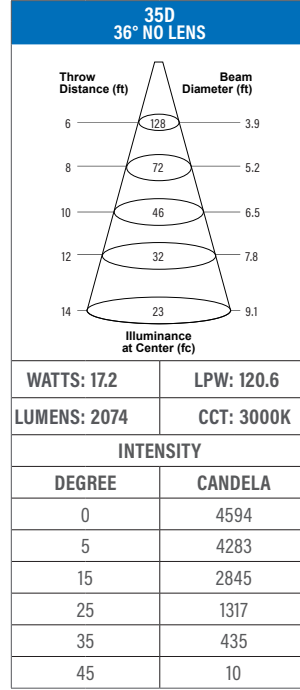 35D
36° NO LENS
Throw Distance (ft)
Beam Diameter (ft)
6 128 3.9
8 72 5.2
10 46 6.5
12 32 7.8
14 23 9.1
Illuminance
at Center (fc)
WATTS: 17.2 LPW: 120.6
LUMENS: 2074 CCT: 3000K
INTENSITY
DEGREE CANDELA
0 4594
5 4283
15 2845
25 1317
35 435
45 10